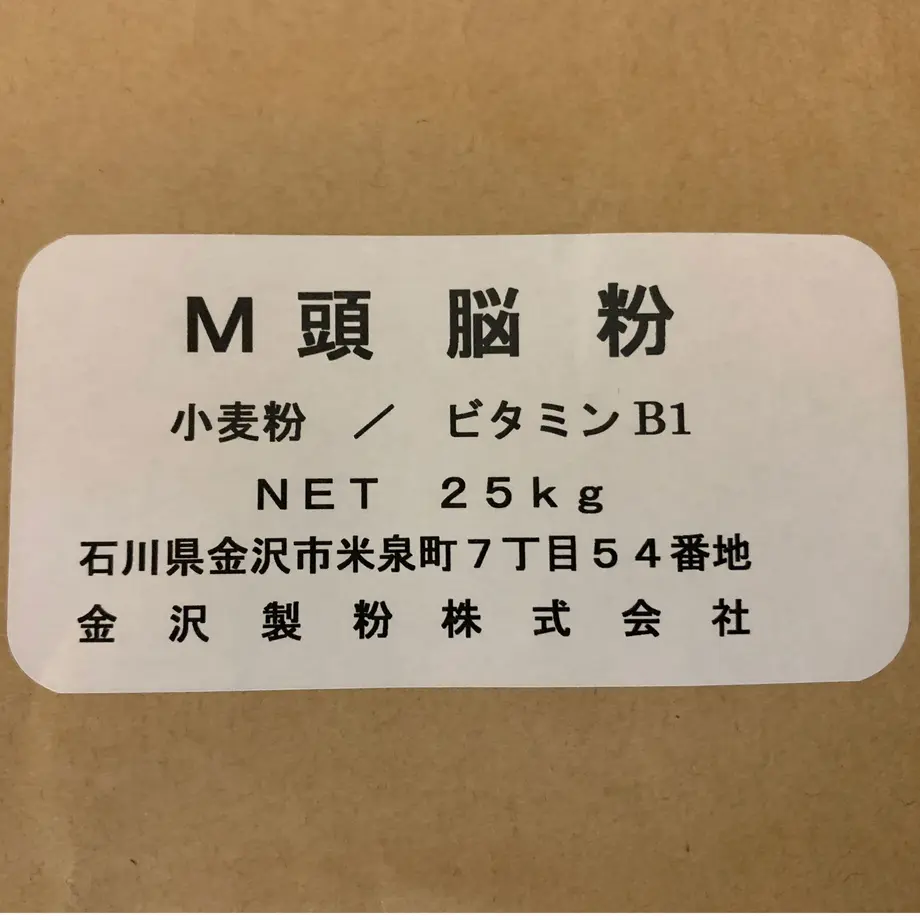 M 頭 脳 粉
小麦粉 ／ ビタミンB1
ＮＥＴ ２５ｋｇ
石川県金沢市米泉町７丁目５４番地
金 沢 製 粉 株 式 会 社